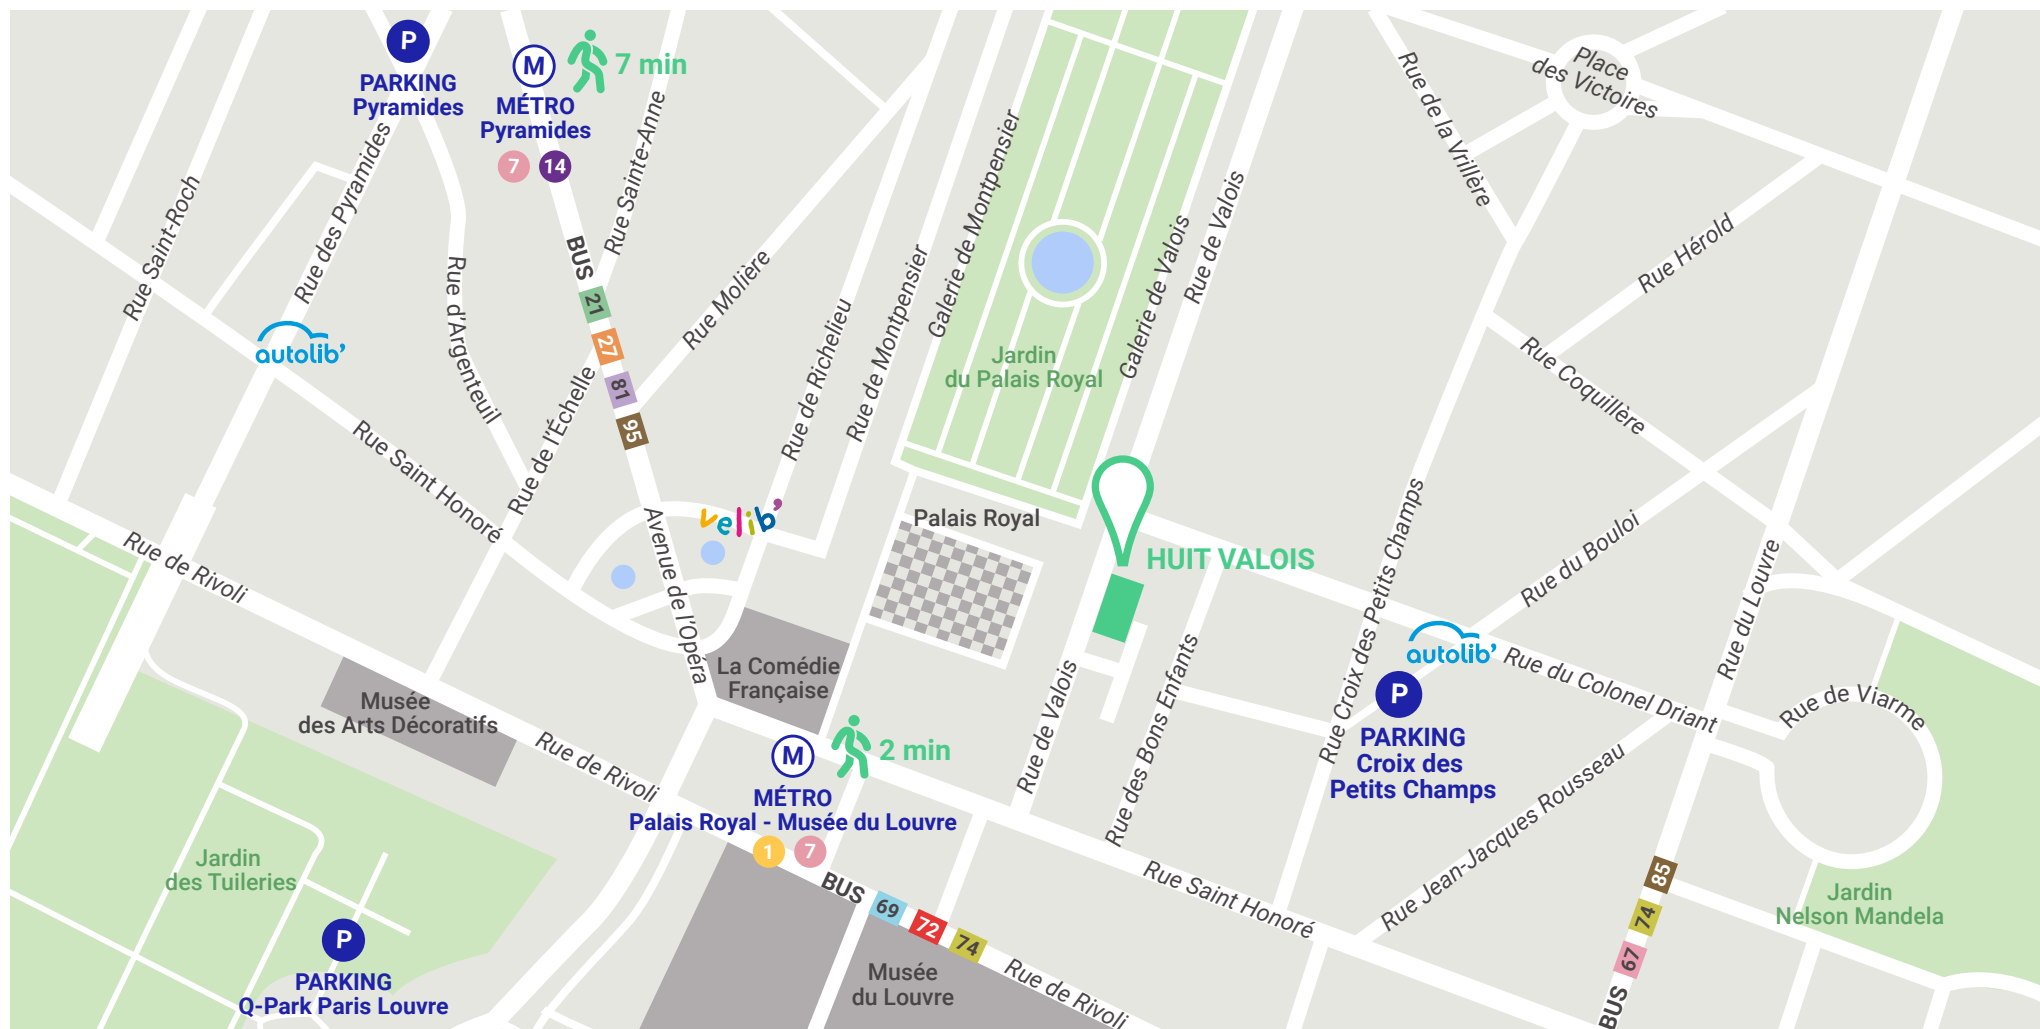 P
PARKING
Pyramides
M
7 min
MÉTRO
Pyramides
7 14
Rue Saint-Roch
Rue des Pyramides
autolib'
Rue d'Argenteuil
BUS 21 27 81 95
Rue Sainte-Anne
Rue Molière
Rue de l'Échelle
Rue Saint Honoré
Rue de Richelieu
Rue de Montpensier
Galerie de Montpensier
Jardin
du Palais Royal
Galerie de Valois
Rue de Valois
Rue de la Vrillère
Place
des Victoires
Rue Hérold
Rue Coquillère
Rue du Bouloi
Rue du Louvre
Rue Croix des Petits Champs
velib'
Avenue de l'Opéra
Palais Royal
HUIT VALOIS
Rue de Rivoli
Musée
des Arts Décoratifs
La Comédie
Française
Rue de Rivoli
M
2 min
MÉTRO
Palais Royal - Musée du Louvre
1 7
Rue de Valois
Rue des Bons Enfants
autolib'
P
PARKING
Croix des
Petits Champs
Rue du Colonel Driant
Rue de Viarme
Rue Jean-Jacques Rousseau
Rue Saint Honoré
Jardin
des Tuileries
P
PARKING
Q-Park Paris Louvre
BUS 69 72 74
Musée
du Louvre
Rue de Rivoli
BUS 67 74 85
Jardin
Nelson Mandela